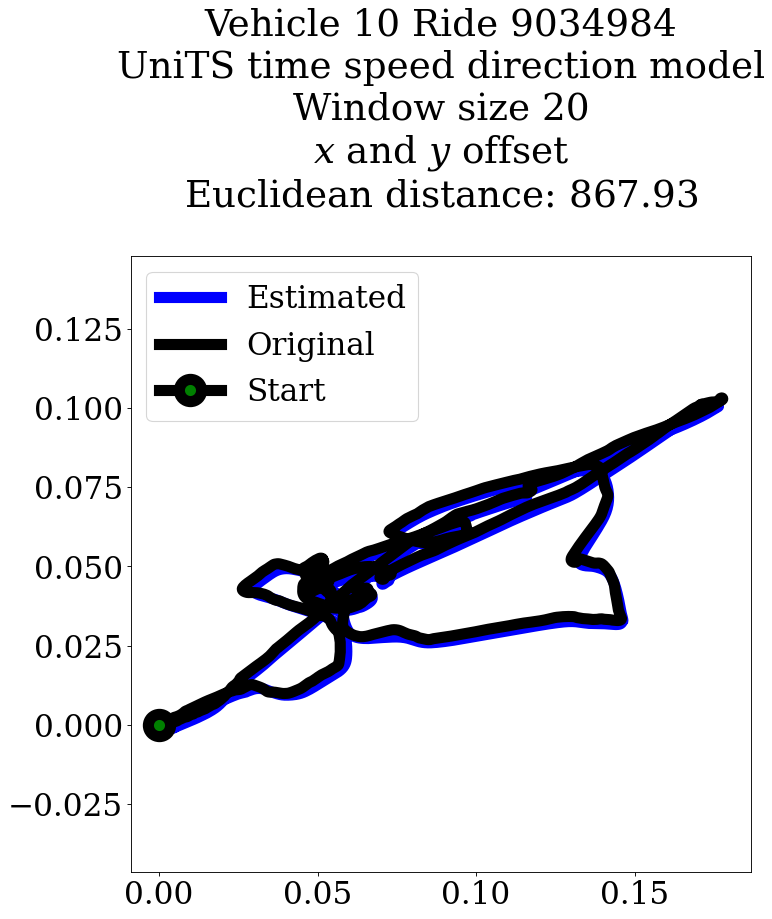 Vehicle 10 Ride 9034984
UniTS time speed direction model
Window size 20
x and y offset
Euclidean distance: 867.93
Estimated
Original
Start
0.125
0.100
0.075
0.050
0.025
0.000
−0.025
0.00 0.05 0.10 0.15